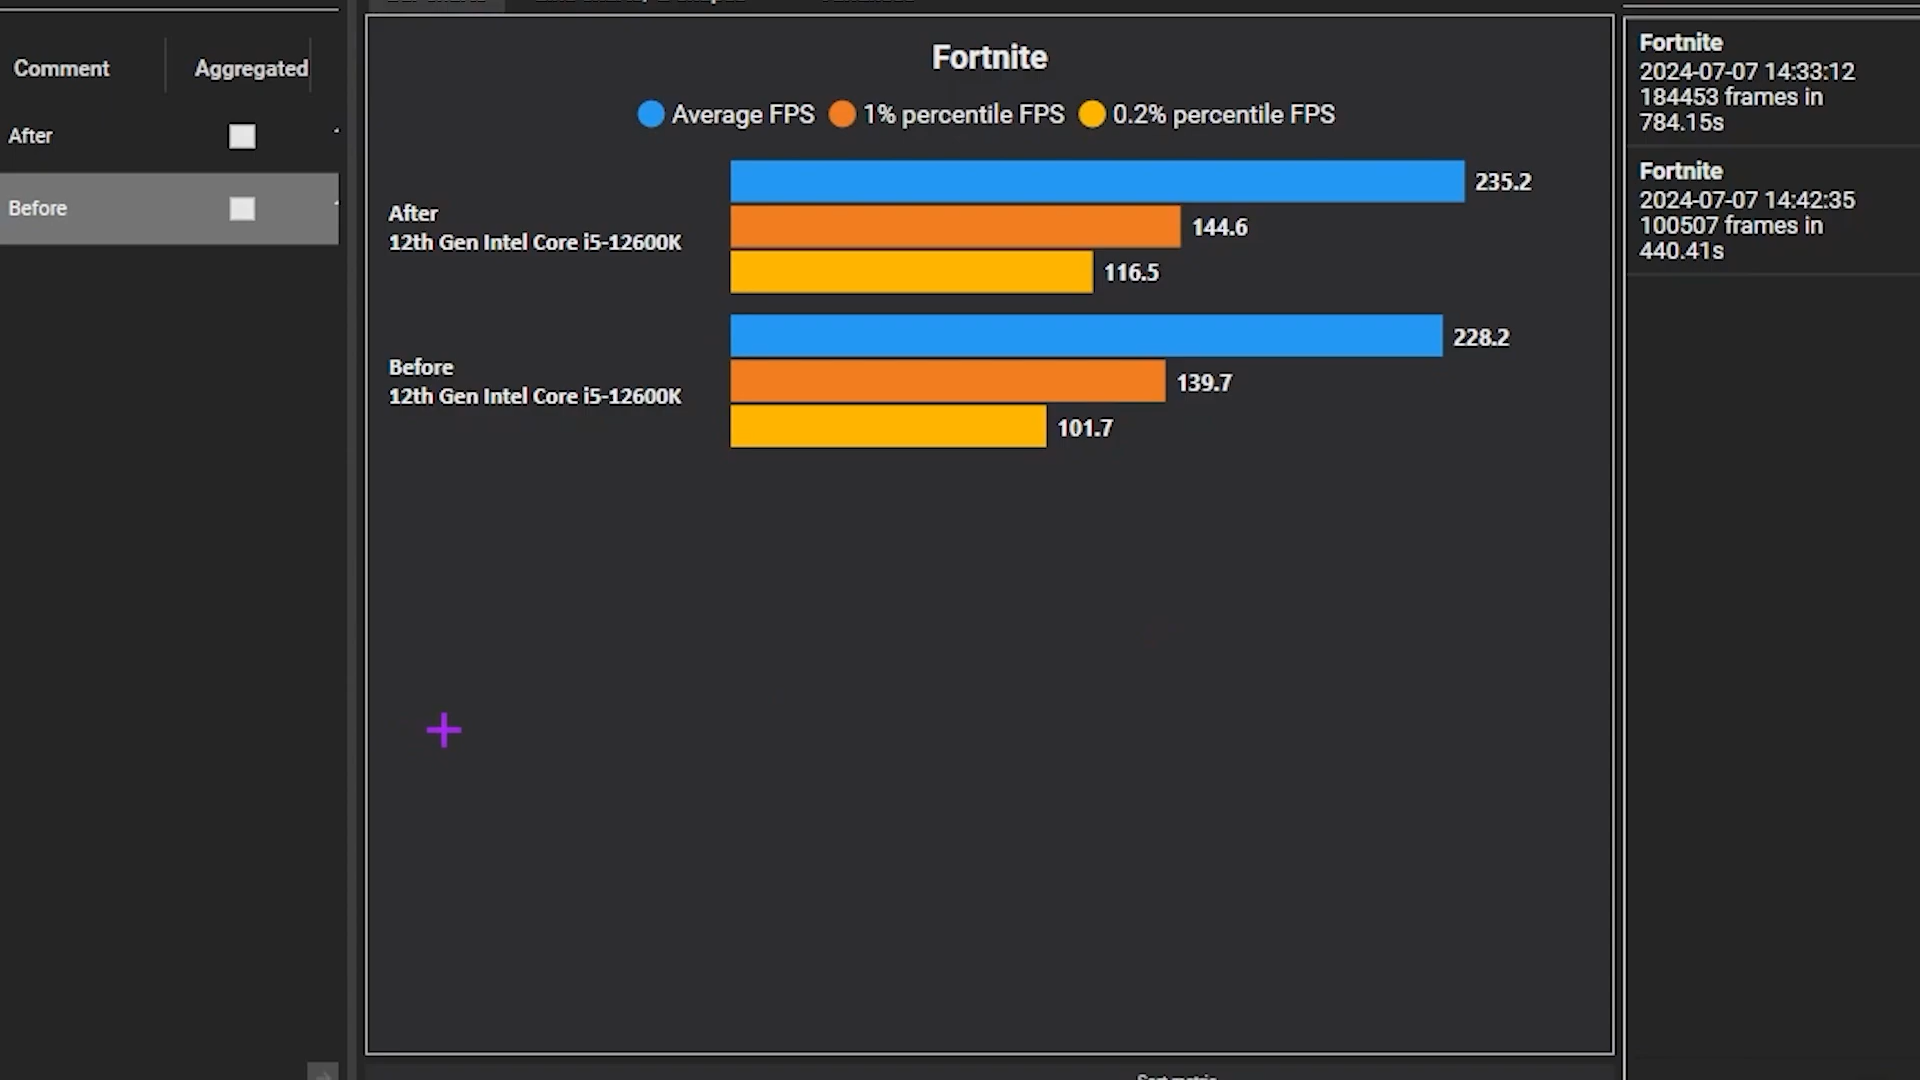 Comment
Aggregated
After
Before
Fortnite
Average FPS
1% percentile FPS
0.2% percentile FPS
After
12th Gen Intel Core i5-12600K
235.2
144.6
116.5
Before
12th Gen Intel Core i5-12600K
228.2
139.7
101.7
Fortnite
2024-07-07 14:33:12
184453 frames in
784.15s
Fortnite
2024-07-07 14:42:35
100507 frames in
440.41s